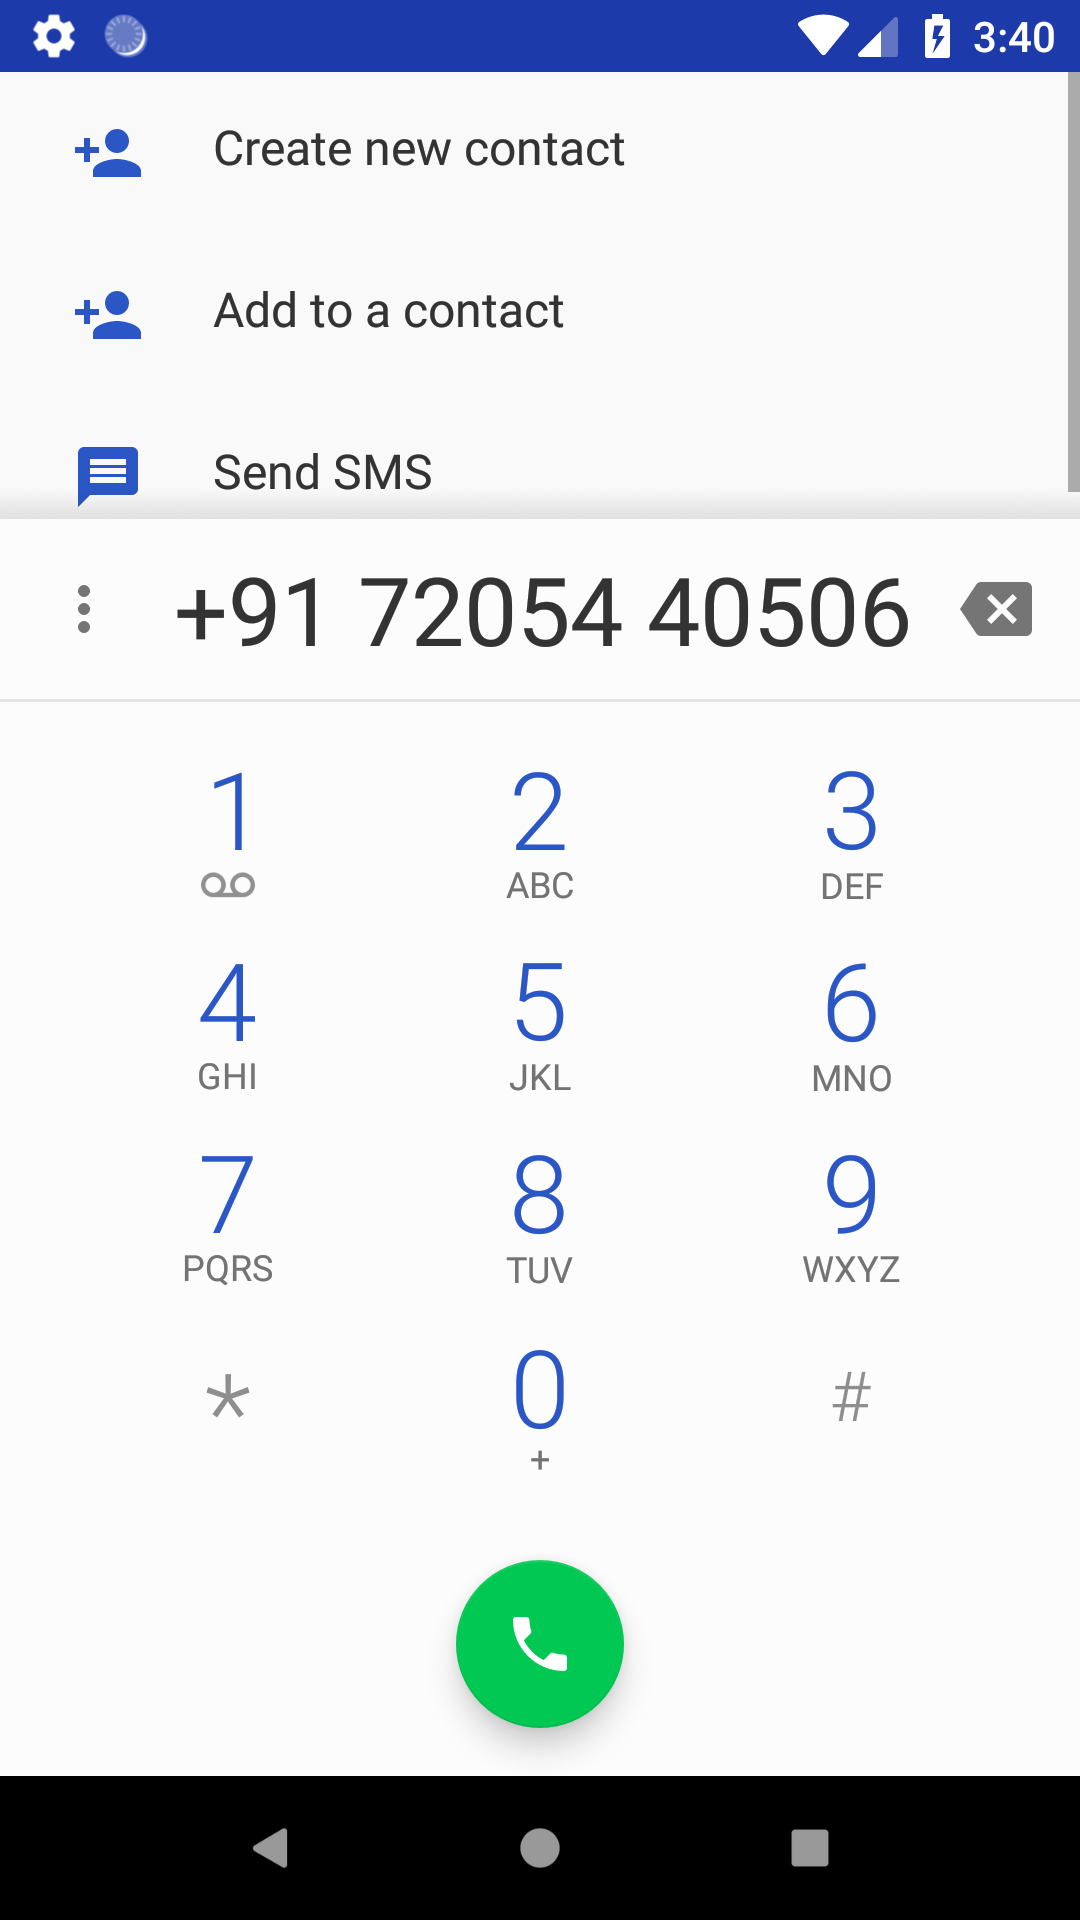 3:40
Create new contact
Add to a contact
Send SMS
+91 72054 40506
1 2 3
ABC DEF
4 5 6
GHI JKL MNO
7 8 9
PQRS TUV WXYZ
* 0 #
+